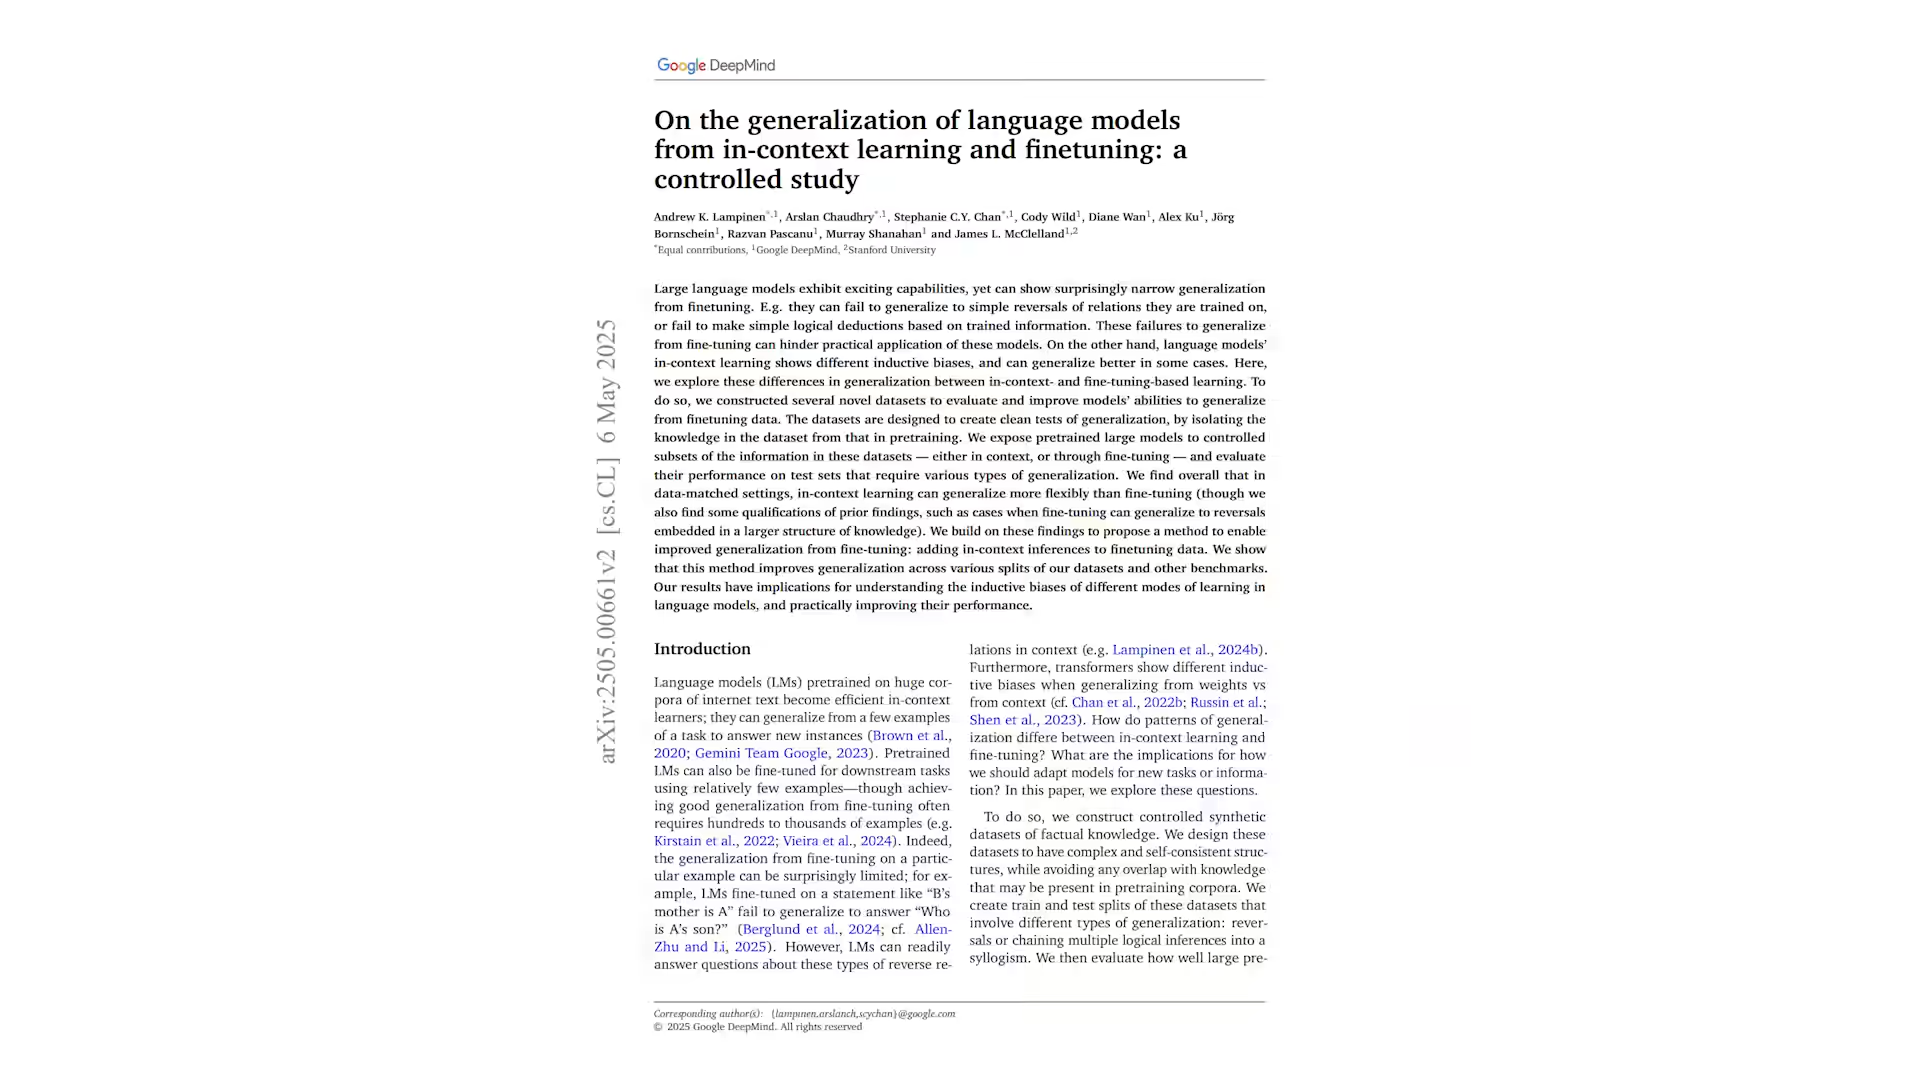 Google DeepMind
On the generalization of language models
from in-context learning and finetuning: a
controlled study
Andrew K. Lampinen*,1, Arslan Chaudhry*,1, Stephanie C.Y. Chan*,1, Cody Wild1, Diane Wan1, Alex Ku1, Jörg
Bornschein1, Razvan Pascanu1, Murray Shanahan1 and James L. McClelland1,2
*Equal contributions, 1Google DeepMind, 2Stanford University
Large language models exhibit exciting capabilities, yet can show surprisingly narrow generalization
from finetuning. E.g. they can fail to generalize to simple reversals of relations they are trained on,
or fail to make simple logical deductions based on trained information. These failures to generalize
from fine-tuning can hinder practical application of these models. On the other hand, language models'
in-context learning shows different inductive biases, and can generalize better in some cases. Here,
we explore these differences in generalization between in-context- and fine-tuning-based learning. To
do so, we constructed several novel datasets to evaluate and improve models' abilities to generalize
from finetuning data. The datasets are designed to create clean tests of generalization, by isolating the
knowledge in the dataset from that in pretraining. We expose pretrained large models to controlled
subsets of the information in these datasets — either in context, or through fine-tuning — and evaluate
their performance on test sets that require various types of generalization. We find overall that in
data-matched settings, in-context learning can generalize more flexibly than fine-tuning (though we
also find some qualifications of prior findings, such as cases when fine-tuning can generalize to reversals
embedded in a larger structure of knowledge). We build on these findings to propose a method to enable
improved generalization from fine-tuning: adding in-context inferences to finetuning data. We show
that this method improves generalization across various splits of our datasets and other benchmarks.
Our results have implications for understanding the inductive biases of different modes of learning in
language models, and practically improving their performance.
arXiv:2505.00661v2 [cs.CL] 6 May 2025
Introduction
Language models (LMs) pretrained on huge cor-
pora of internet text become efficient in-context
learners; they can generalize from a few examples
of a task to answer new instances (Brown et al.,
2020; Gemini Team Google, 2023). Pretrained
LMs can also be fine-tuned for downstream tasks
using relatively few examples—though achiev-
ing good generalization from fine-tuning often
requires hundreds to thousands of examples (e.g.
Kirstain et al., 2022; Vieira et al., 2024). Indeed,
the generalization from fine-tuning on a partic-
ular example can be surprisingly limited; for ex-
ample, LMs fine-tuned on a statement like “B's
mother is A” fail to generalize to answer “Who
is A's son?” (Berglund et al., 2024; cf. Allen-
Zhu and Li, 2025). However, LMs can readily
answer questions about these types of reverse re-
lations in context (e.g. Lampinen et al., 2024b).
Furthermore, transformers show different induc-
tive biases when generalizing from weights vs
from context (cf. Chan et al., 2022b; Russin et al.;
Shen et al., 2023). How do patterns of general-
ization differe between in-context learning and
fine-tuning? What are the implications for how
we should adapt models for new tasks or informa-
tion? In this paper, we explore these questions.
To do so, we construct controlled synthetic
datasets of factual knowledge. We design these
datasets to have complex and self-consistent struc-
tures, while avoiding any overlap with knowledge
that may be present in pretraining corpora. We
create train and test splits of these datasets that
involve different types of generalization: rever-
sals or chaining multiple logical inferences into a
syllogism. We then evaluate how well large pre-
Corresponding author(s): {lampinen,arslanch,scychan}@google.com
© 2025 Google DeepMind. All rights reserved